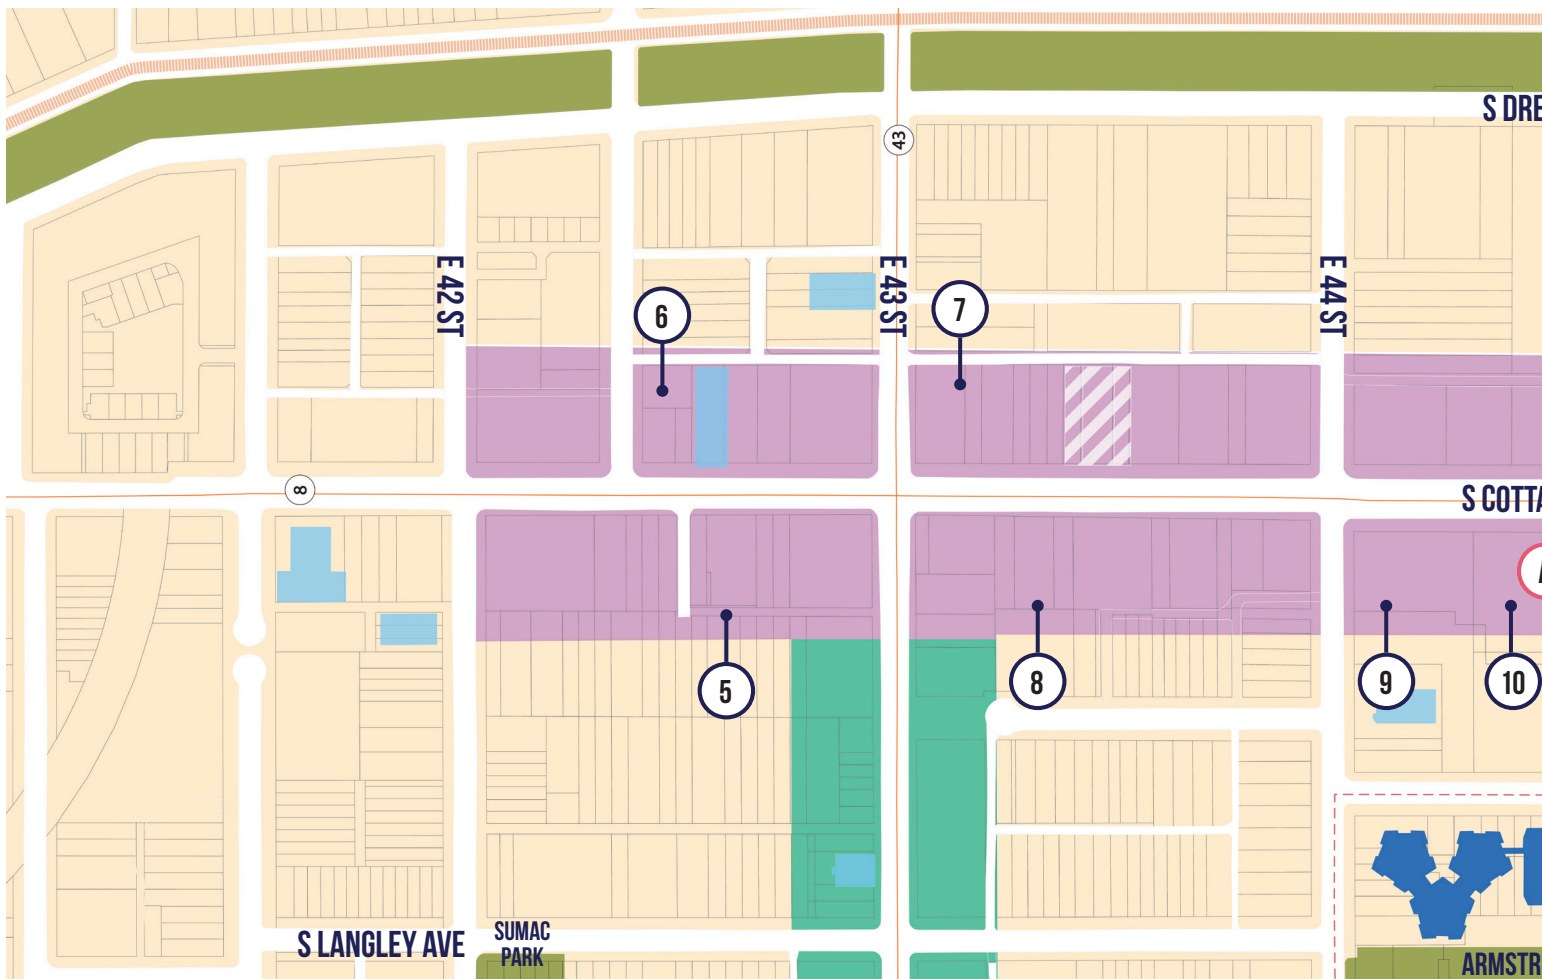 S DRE
43
E 42 ST
E 43 ST
E 44 ST
6
7
8
S COTTA
5
8
9
10
S LANGLEY AVE
SUMAC
PARK
ARMSTR